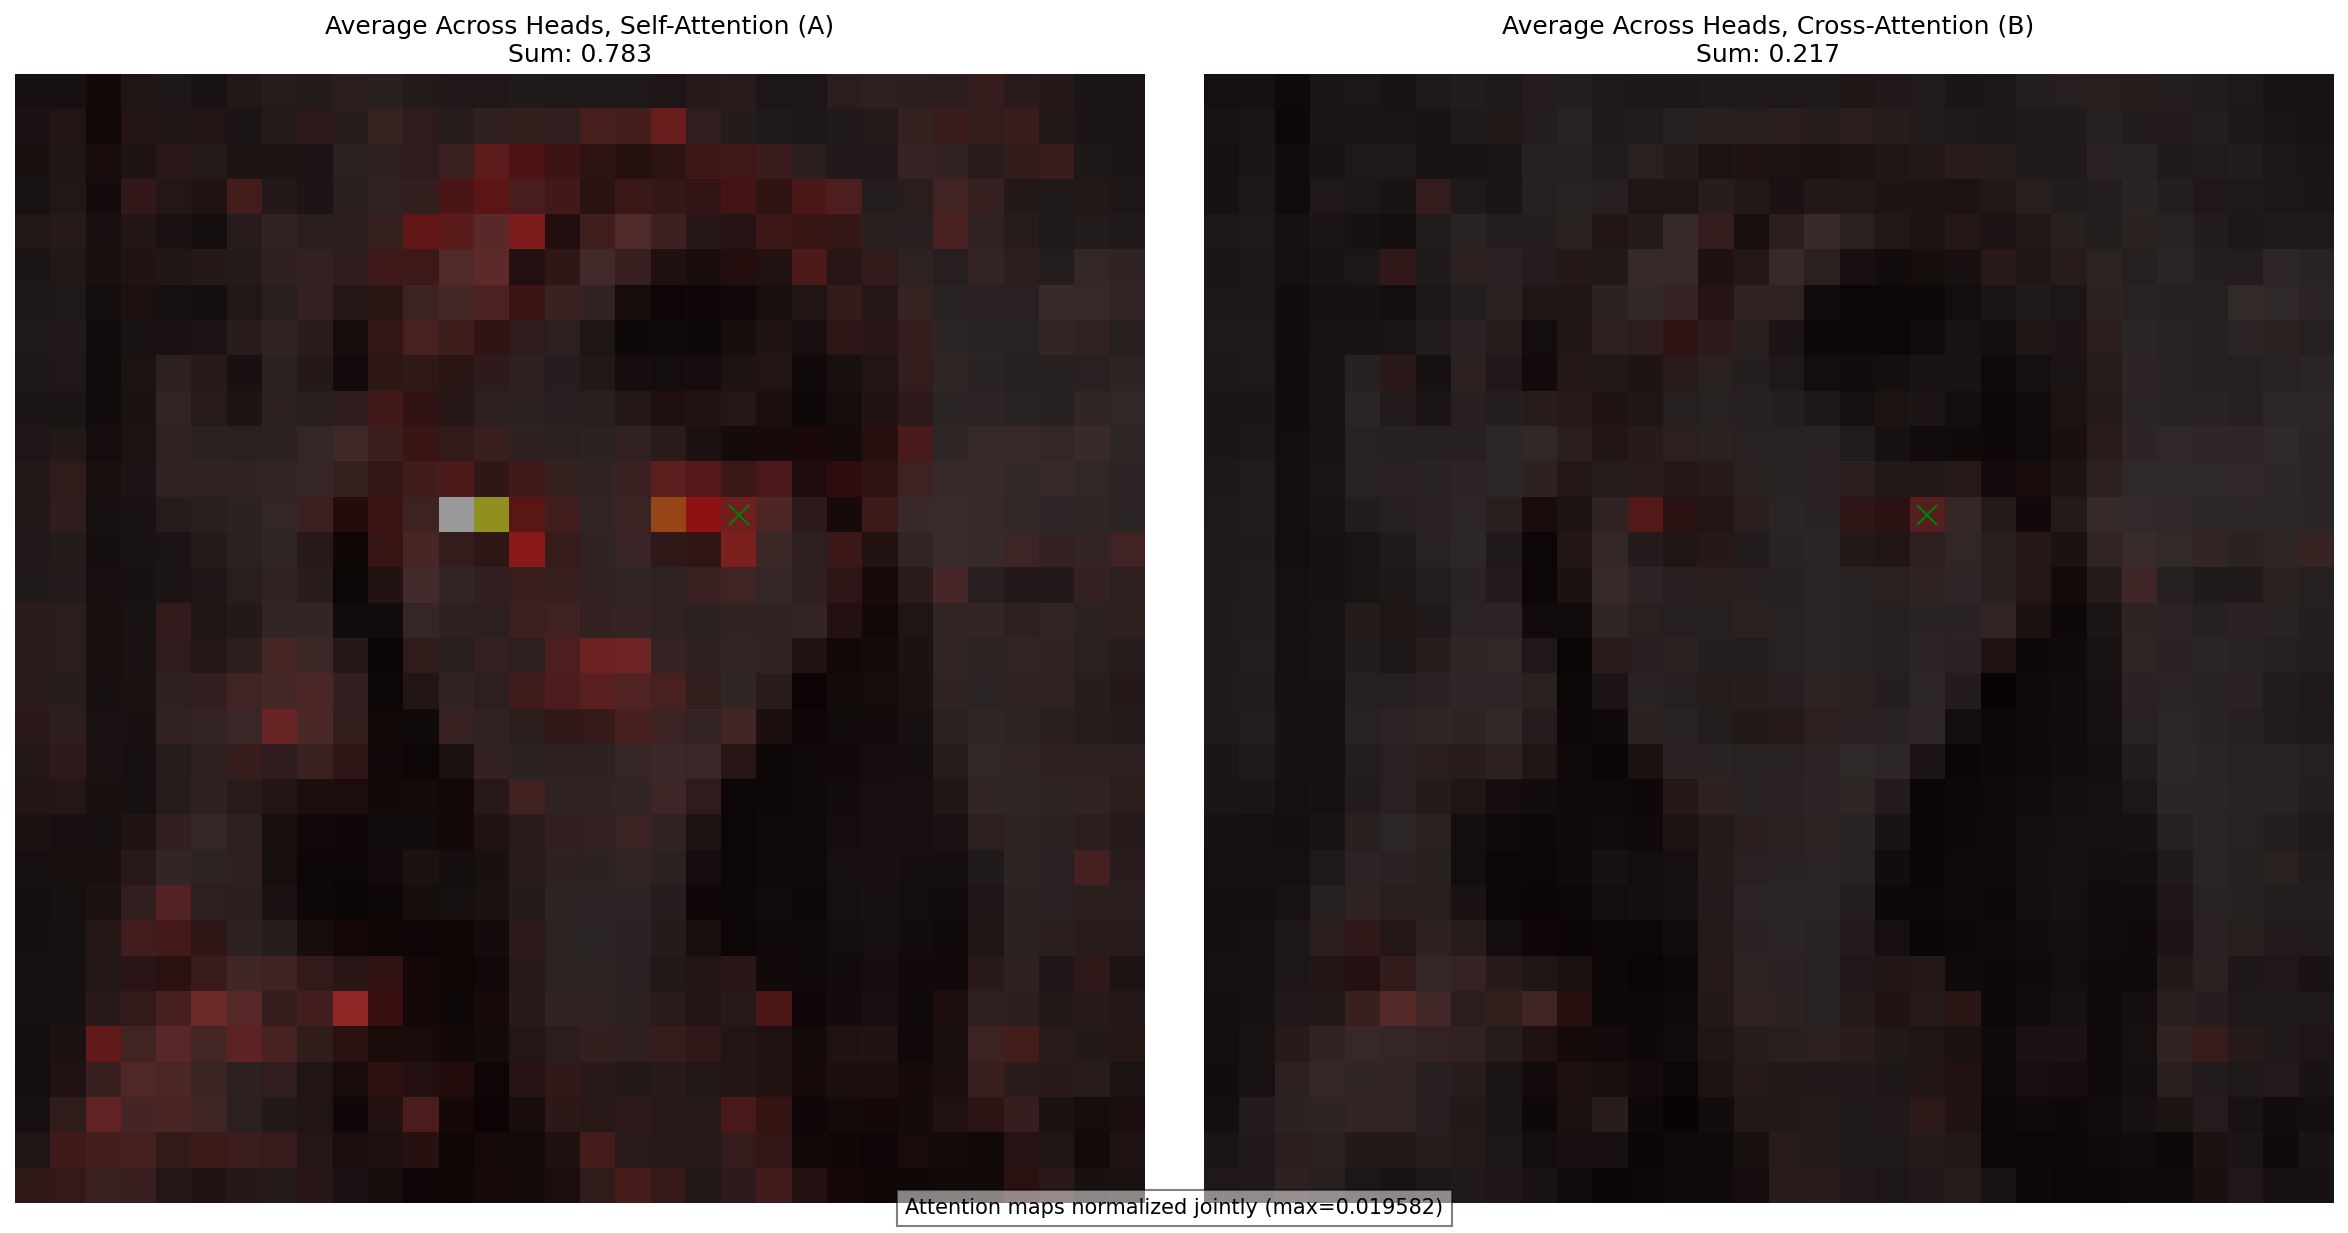 Average Across Heads, Self-Attention (A)
Sum: 0.783
Average Across Heads, Cross-Attention (B)
Sum: 0.217
Attention maps normalized jointly (max=0.019582)